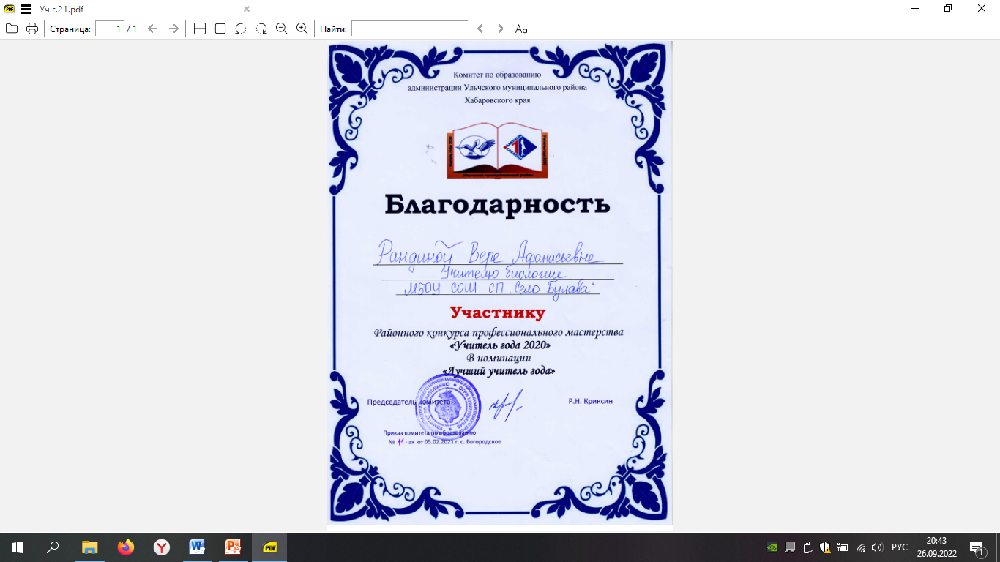 Уч.г.21.pdf
Страница: 1 / 1
Найти:
Комитет по образованию
администрации Ульчского муниципального района
Хабаровского края
Благодарность
Рандиной Вере Афанасьевне
Учителю биологии
МБОУ СОШ СП „Село Булава"
Участнику
Районного конкурса профессионального мастерства
«Учитель года 2020»
В номинации
«Лучший учитель года»
Председатель комитета
Р.Н. Криксин
Приказ комитета по образованию
№ 11 - ах от 05.02.2021 г. с. Богородское
РУС
20:43
26.09.2022